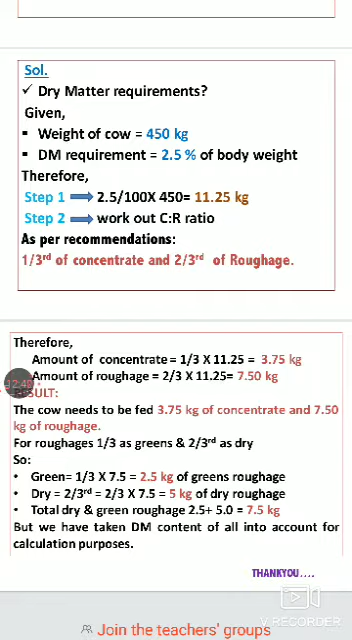 Sol.
✓ Dry Matter requirements?
Given,
▪ Weight of cow = 450 kg
▪ DM requirement = 2.5 % of body weight
Therefore,
Step 1 ⟹ 2.5/100X 450= 11.25 kg
Step 2 ⟹ work out C:R ratio
As per recommendations:
1/3rd of concentrate and 2/3rd of Roughage.
Therefore,
Amount of concentrate = 1/3 X 11.25 = 3.75 kg
Amount of roughage = 2/3 X 11.25= 7.50 kg
12:40
RESULT:
The cow needs to be fed 3.75 kg of concentrate and 7.50
kg of roughage.
For roughages 1/3 as greens & 2/3rd as dry
So:
• Green= 1/3 X 7.5 = 2.5 kg of greens roughage
• Dry = 2/3rd = 2/3 X 7.5 = 5 kg of dry roughage
• Total dry & green roughage 2.5+ 5.0 = 7.5 kg
But we have taken DM content of all into account for
calculation purposes.
THANKYOU....
V RECORDER
Join the teachers' groups